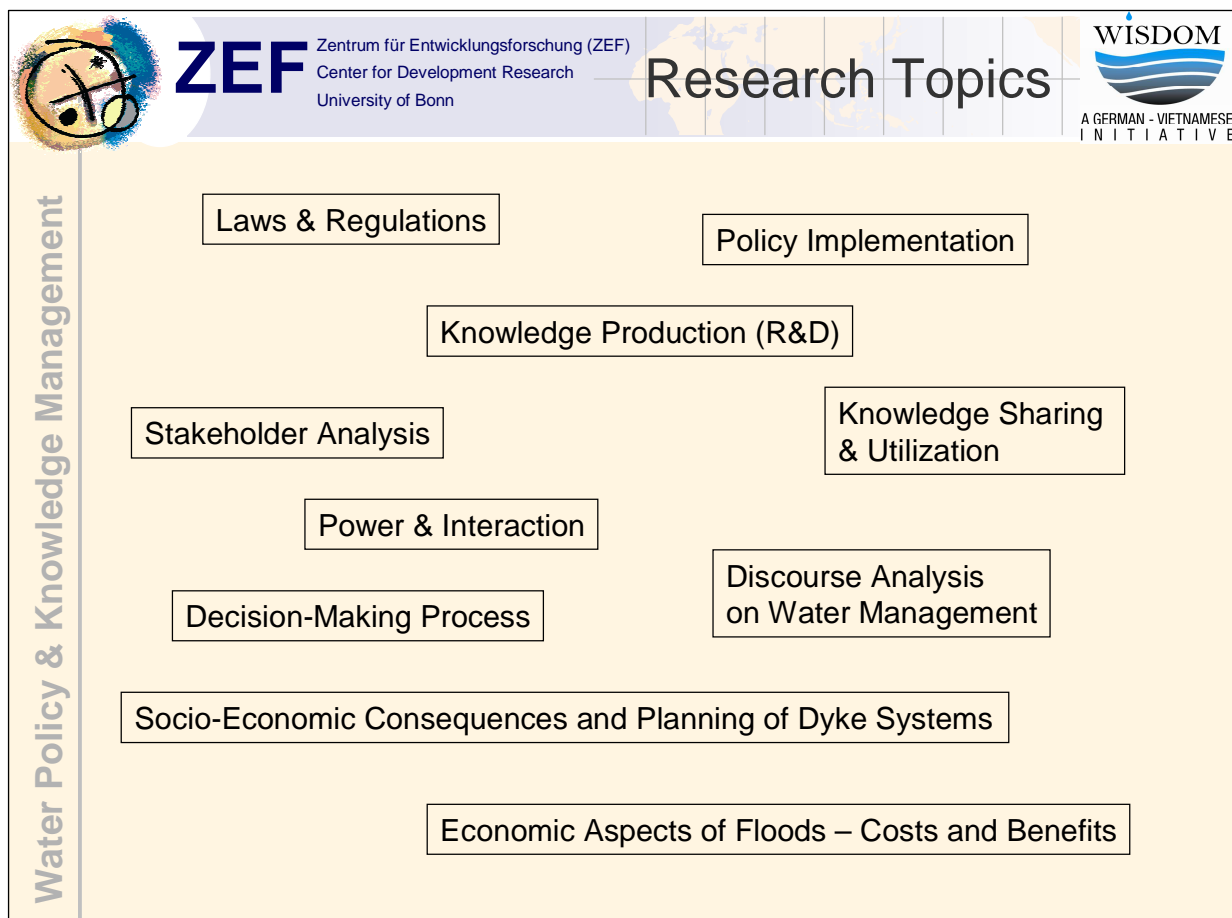 ZEF
Zentrum für Entwicklungsforschung (ZEF)
Center for Development Research
University of Bonn
Research Topics
WISDOM
A GERMAN - VIETNAMESE
INITIATIVE
Water Policy & Knowledge Management
Laws & Regulations
Policy Implementation
Knowledge Production (R&D)
Stakeholder Analysis
Knowledge Sharing
& Utilization
Power & Interaction
Discourse Analysis
on Water Management
Decision-Making Process
Socio-Economic Consequences and Planning of Dyke Systems
Economic Aspects of Floods – Costs and Benefits